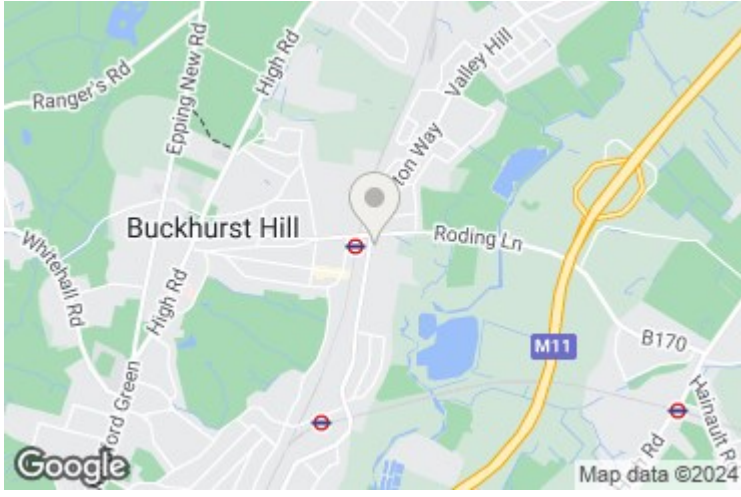 Epping New Rd
High Rd
Valley Hill
Ranger's Rd
ton Way
Buckhurst Hill
Roding Ln
Whitehall Rd
High Rd
M11
B170
Hainault R
ford Green
Rd
Google
Map data ©2024